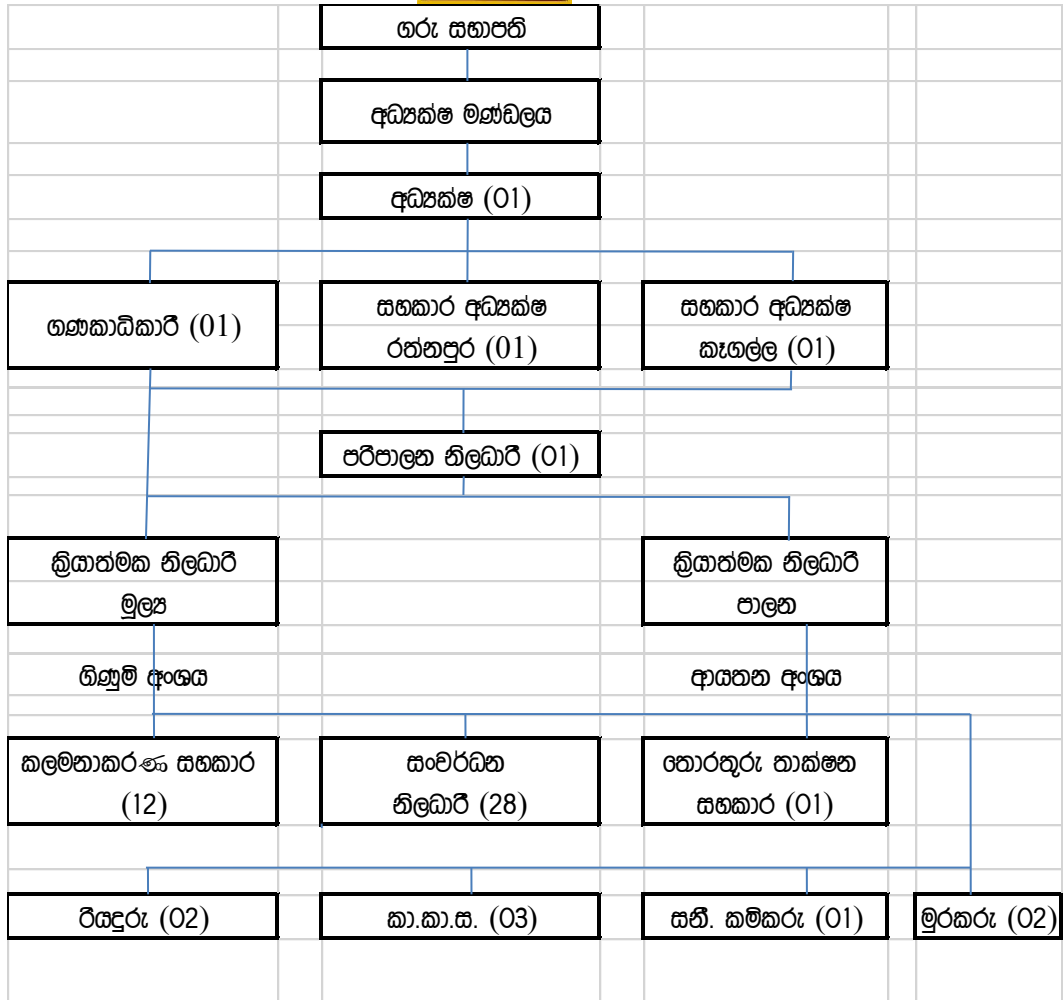 ගරු සභාපති
අධ්‍යක්ෂ මණ්ඩලය
අධ්‍යක්ෂ (01)
ගණකාධිකාරී (01)
සහකාර අධ්‍යක්ෂ
රත්නපුර (01)
සහකාර අධ්‍යක්ෂ
කෑගල්ල (01)
පරිපාලන නිලධාරී (01)
ක්‍රියාත්මක නිලධාරී
මූල්‍ය
ක්‍රියාත්මක නිලධාරී
පාලන
ගිණුම් අංශය
ආයතන අංශය
කලමනාකරණ සහකාර
(12)
සංවර්ධන
නිලධාරී (28)
තොරතුරු තාක්ෂන
සහකාර (01)
රියදුරු (02)
කා.කා.ස. (03)
සනී. කම්කරු (01)
මුරකරු (02)